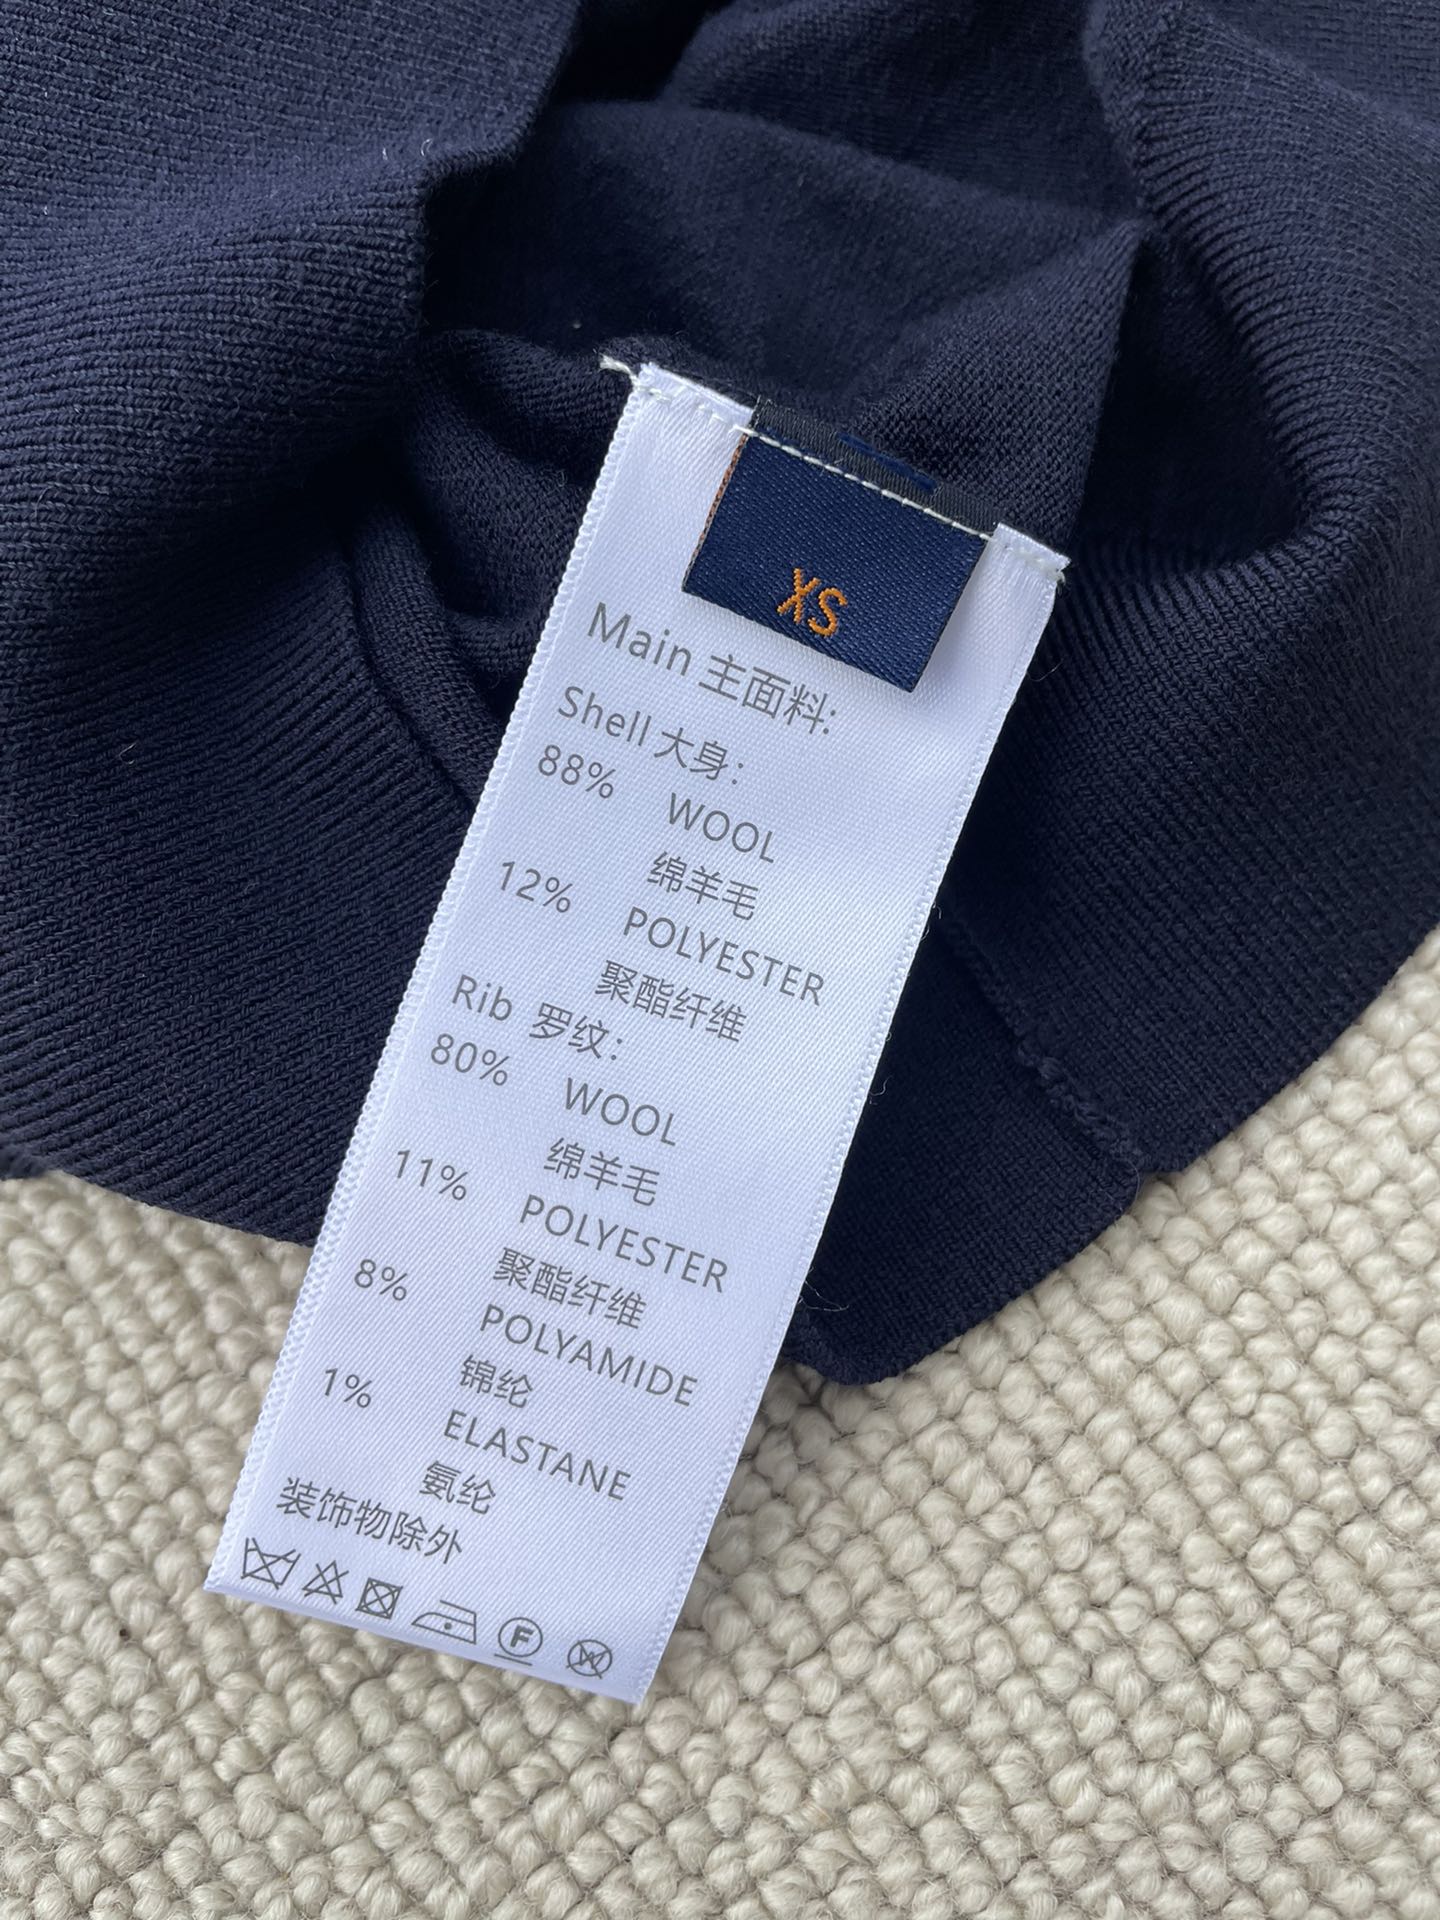 XS
Main 主面料:
Shell 大身:
88% WOOL
绵羊毛
12% POLYESTER
聚酯纤维
Rib 罗纹:
80% WOOL
绵羊毛
11% POLYESTER
聚酯纤维
8% POLYAMIDE
锦纶
1% ELASTANE
氨纶
装饰物除外
F
W